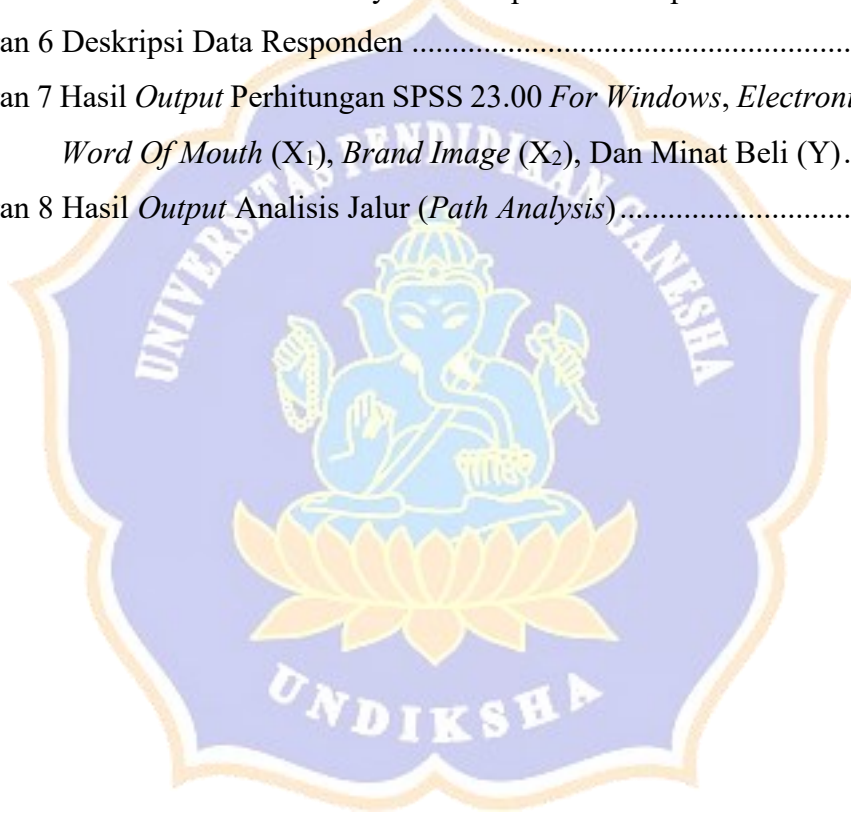 an 6 Deskripsi Data Responden ......................................................
an 7 Hasil Output Perhitungan SPSS 23.00 For Windows, Electroni
Word Of Mouth (X₁), Brand Image (X₂), Dan Minat Beli (Y).
an 8 Hasil Output Analisis Jalur (Path Analysis).............................
UNIVERSITAS PENDIDIKAN GANESHA
UNDIKSHA